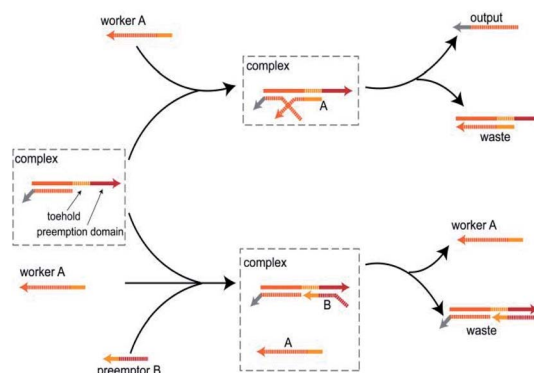 worker A
output
complex
A
waste
complex
toehold
preemption domain
worker A
worker A
complex
B
A
waste
preemptor B